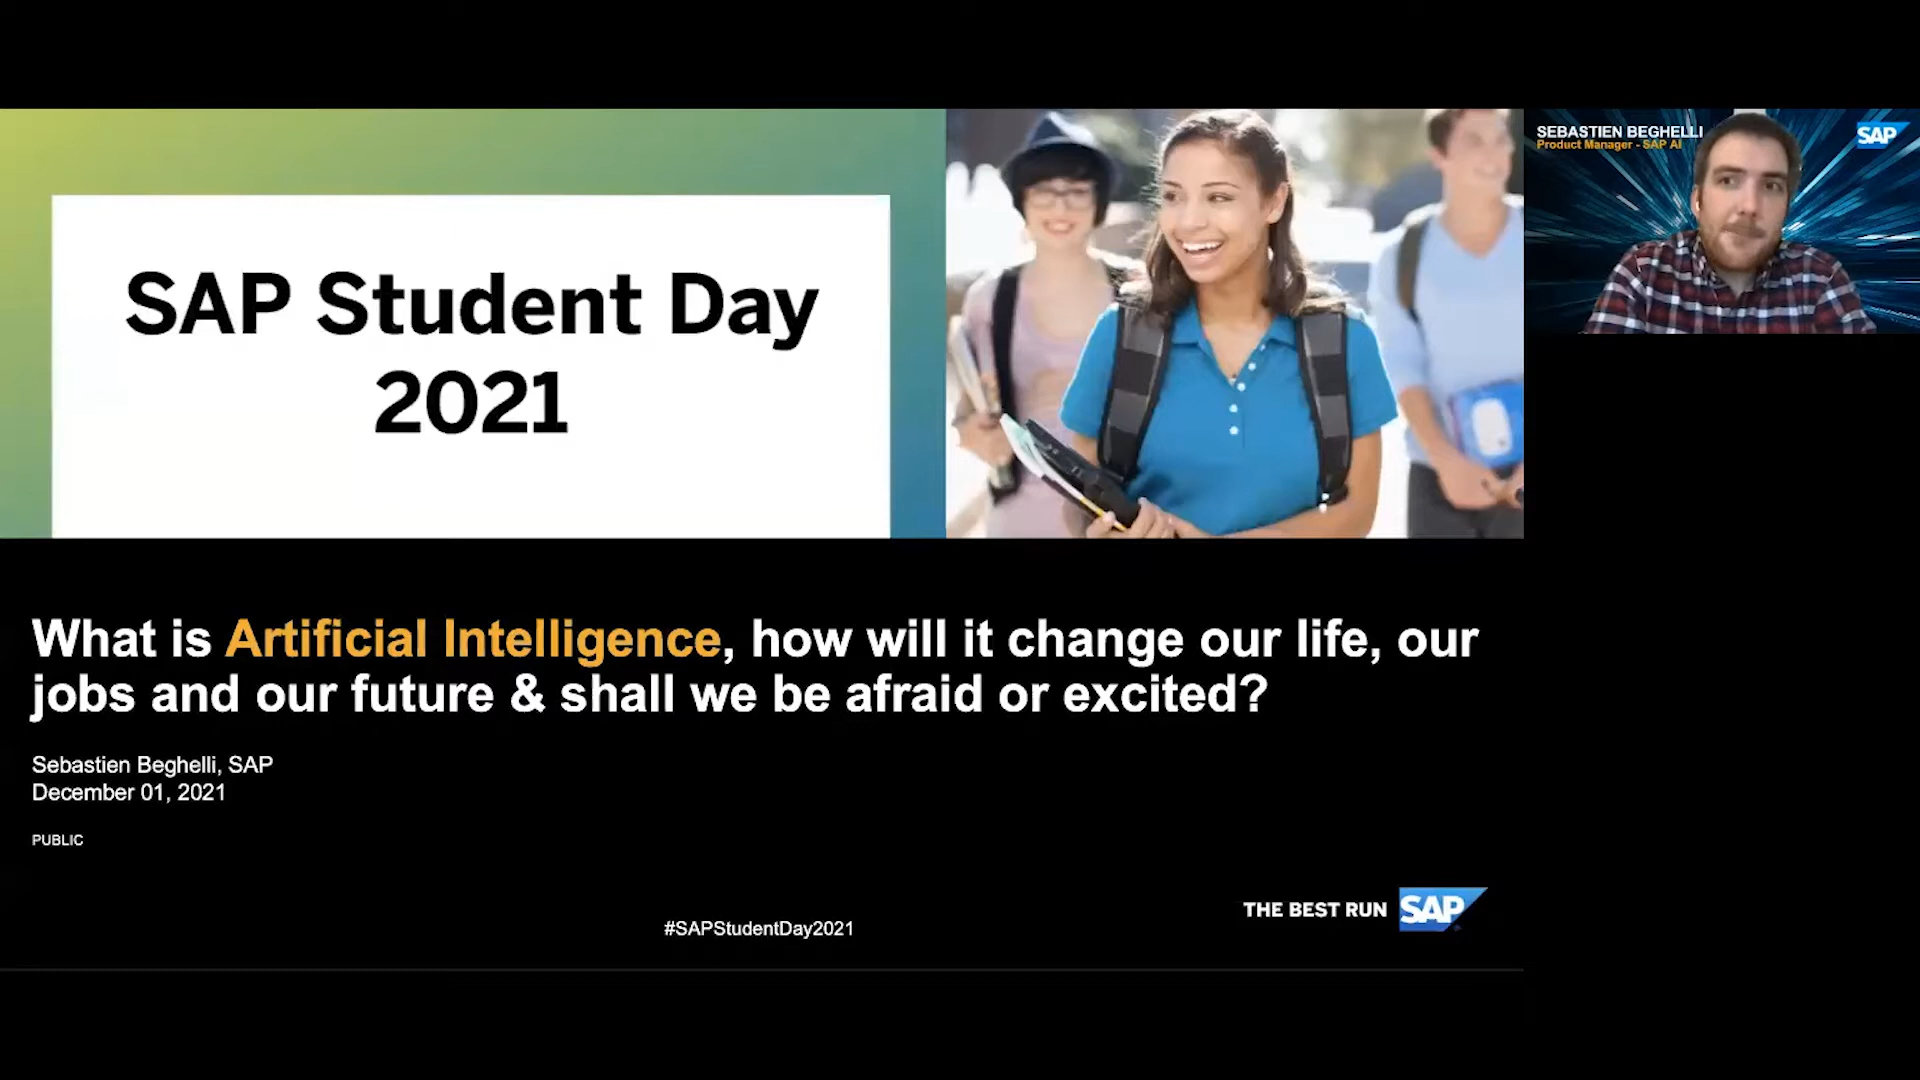 SAP Student Day
2021
SEBASTIEN BEGHELLI
Product Manager - SAP AI
SAP
What is Artificial Intelligence, how will it change our life, our
jobs and our future & shall we be afraid or excited?
Sebastien Beghelli, SAP
December 01, 2021
PUBLIC
#SAPStudentDay2021
THE BEST RUN SAP